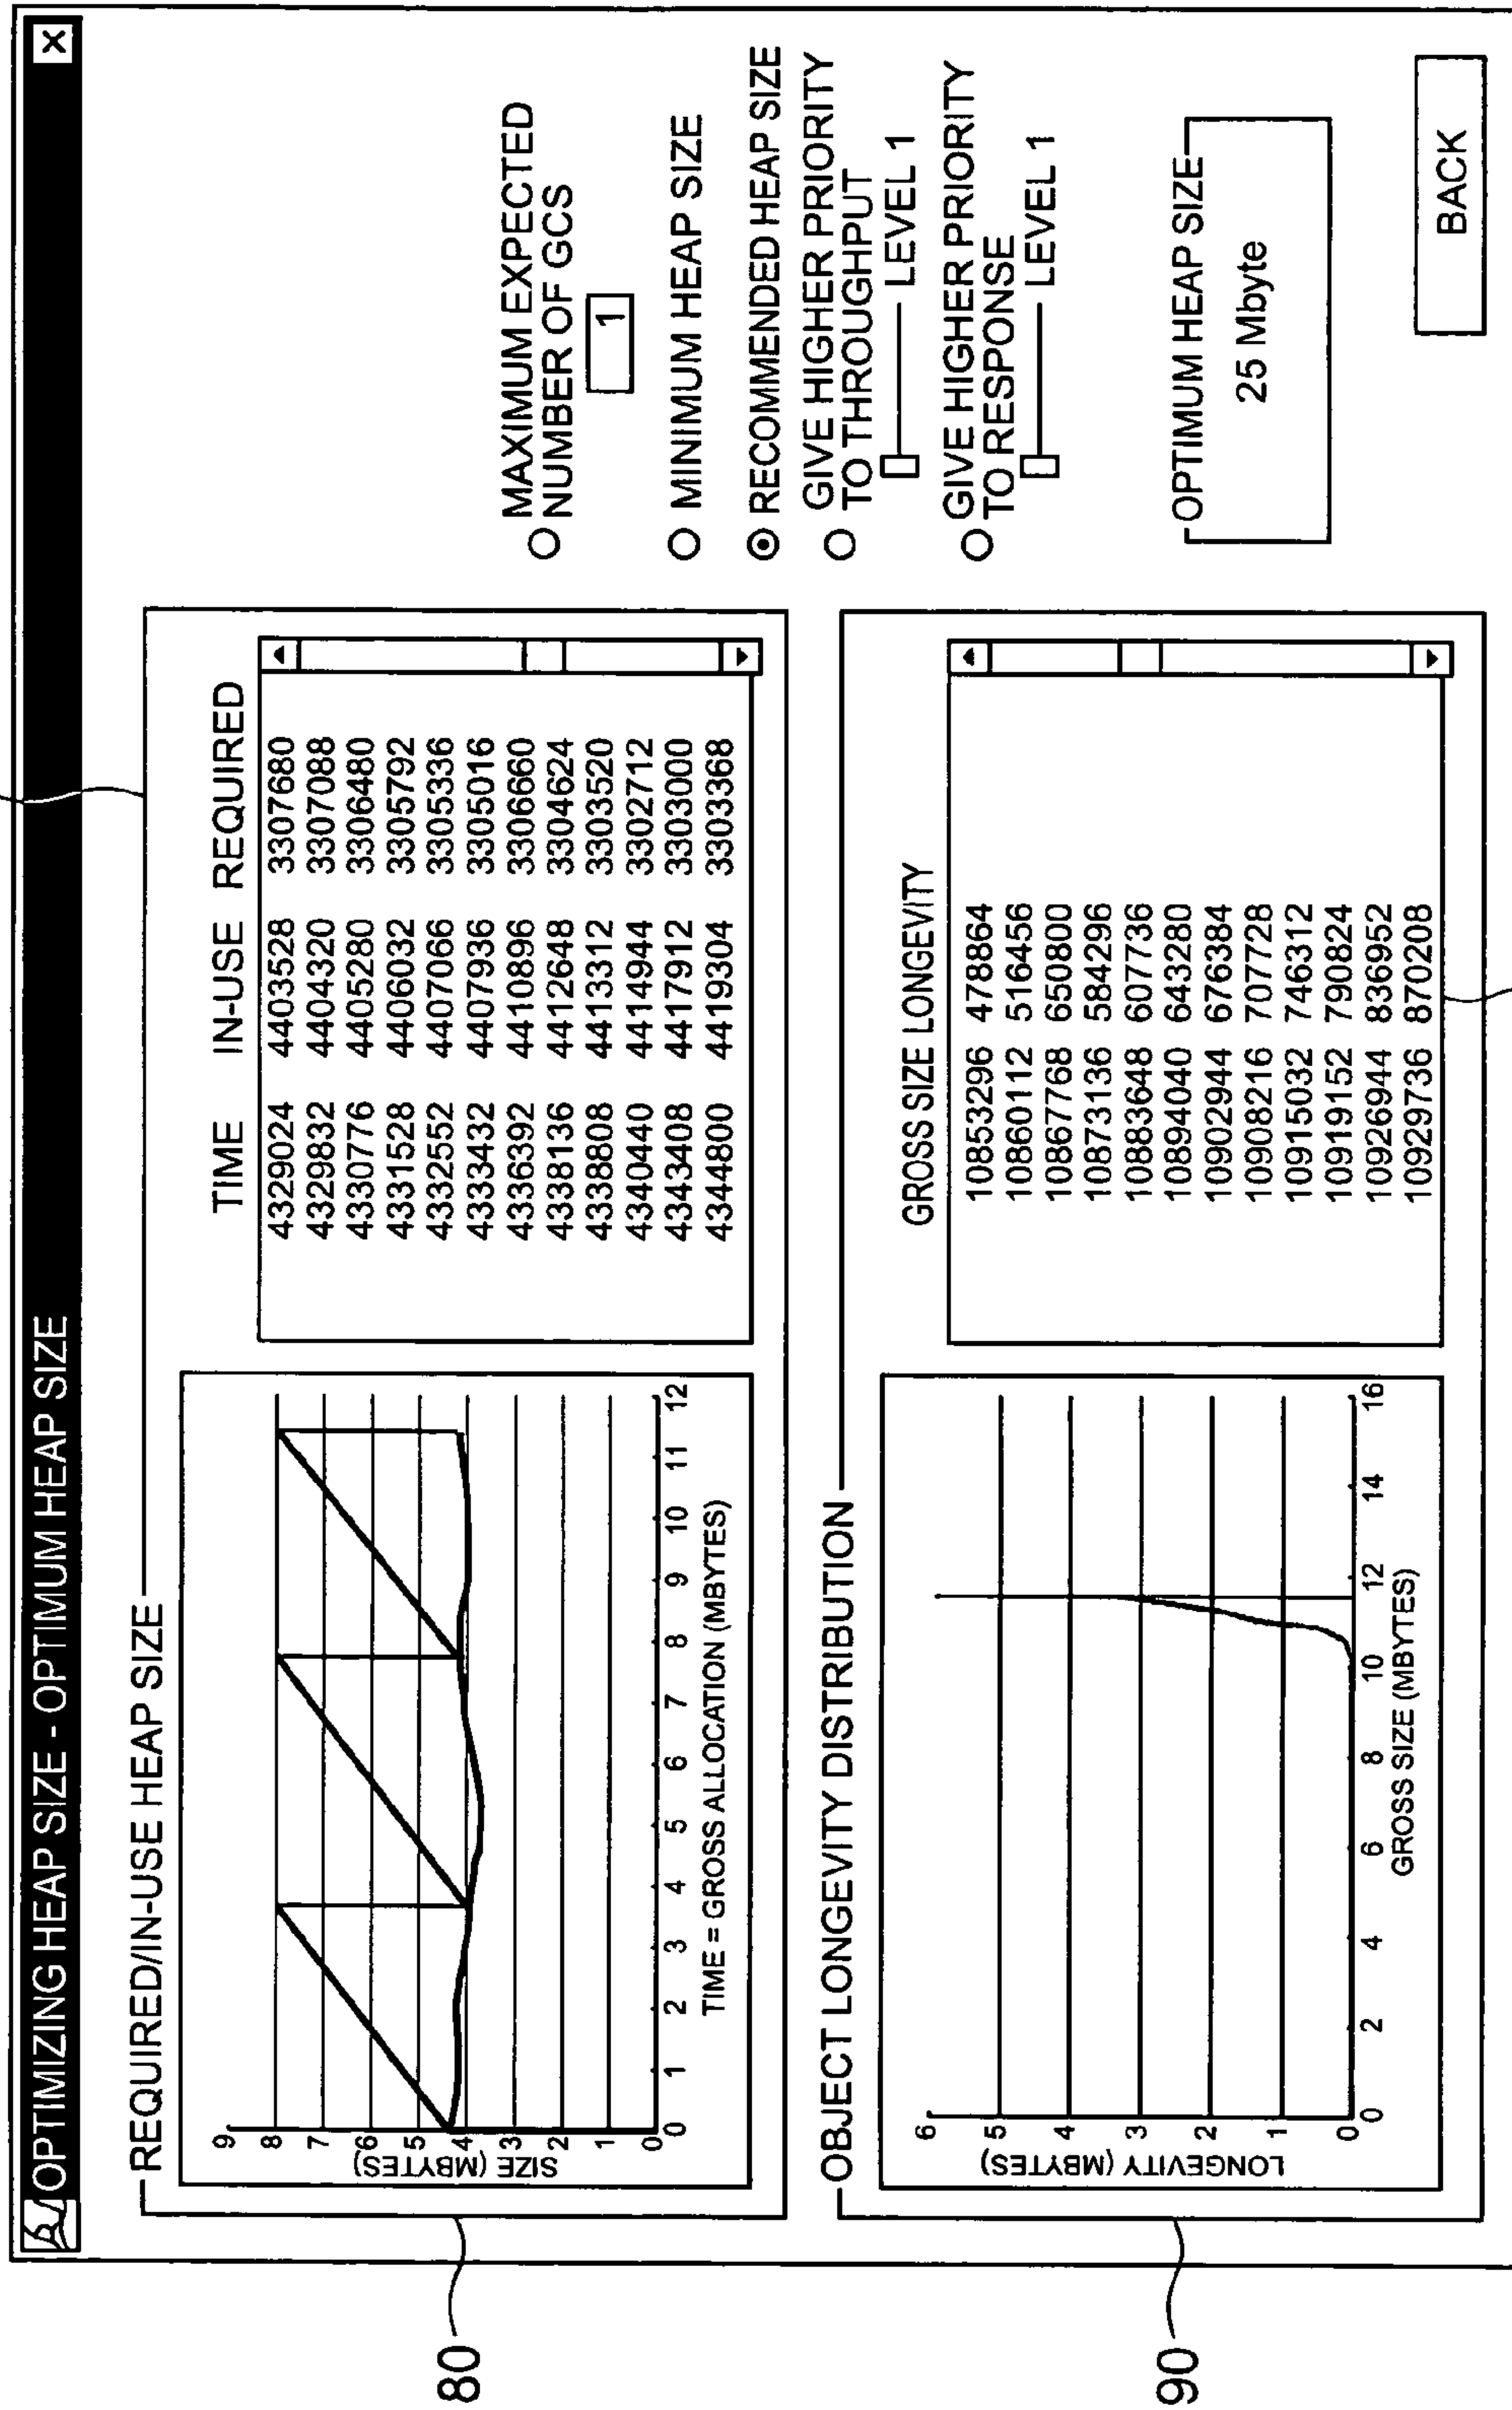 OPTIMIZING HEAP SIZE - OPTIMUM HEAP SIZE
X
REQUIRED/IN-USE HEAP SIZE
80
SIZE (MBYTES)
9
8
7
6
5
4
3
2
1
0
0 1 2 3 4 5 6 7 8 9 10 11 12
TIME = GROSS ALLOCATION (MBYTES)
TIME IN-USE REQUIRED
4329024 4403528 3307680
4329832 4404320 3307088
4330776 4405280 3306480
4331528 4406032 3305792
4332552 4407066 3305336
4333432 4407936 3305016
4336392 4410896 3306660
4338136 4412648 3304624
4338808 4413312 3303520
4340440 4414944 3302712
4343408 4417912 3303000
4344800 4419304 3303368
OBJECT LONGEVITY DISTRIBUTION
90
LONGEVITY (MBYTES)
6
5
4
3
2
1
0
0 2 4 6 8 10 12 14 16
GROSS SIZE (MBYTES)
GROSS SIZE LONGEVITY
10853296 478864
10860112 516456
10867768 650800
10873136 584296
10883648 607736
10894040 643280
10902944 676384
10908216 707728
10915032 746312
10919152 790824
10926944 836952
10929736 870208
MAXIMUM EXPECTED
NUMBER OF GCS
1
MINIMUM HEAP SIZE
RECOMMENDED HEAP SIZE
GIVE HIGHER PRIORITY
TO THROUGHPUT
LEVEL 1
GIVE HIGHER PRIORITY
TO RESPONSE
LEVEL 1
OPTIMUM HEAP SIZE
25 Mbyte
BACK